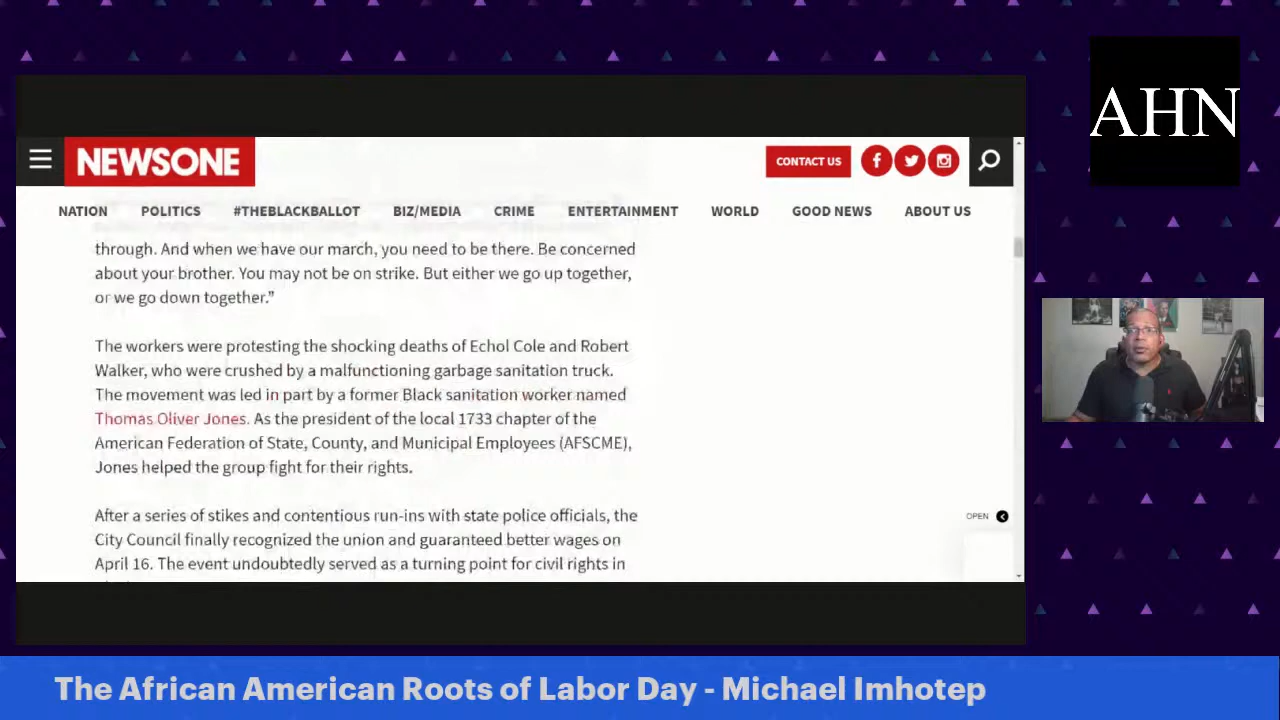 AHN
NEWSONE
CONTACT US
NATION POLITICS #THEBLACKBALLOT BIZ/MEDIA CRIME ENTERTAINMENT WORLD GOOD NEWS ABOUT US
through. And when we have our march, you need to be there. Be concerned
about your brother. You may not be on strike. But either we go up together,
or we go down together.”
The workers were protesting the shocking deaths of Echol Cole and Robert
Walker, who were crushed by a malfunctioning garbage sanitation truck.
The movement was led in part by a former Black sanitation worker named
Thomas Oliver Jones. As the president of the local 1733 chapter of the
American Federation of State, County, and Municipal Employees (AFSCME),
Jones helped the group fight for their rights.
After a series of stikes and contentious run-ins with state police officials, the
City Council finally recognized the union and guaranteed better wages on
April 16. The event undoubtedly served as a turning point for civil rights in
OPEN
The African American Roots of Labor Day - Michael Imhotep